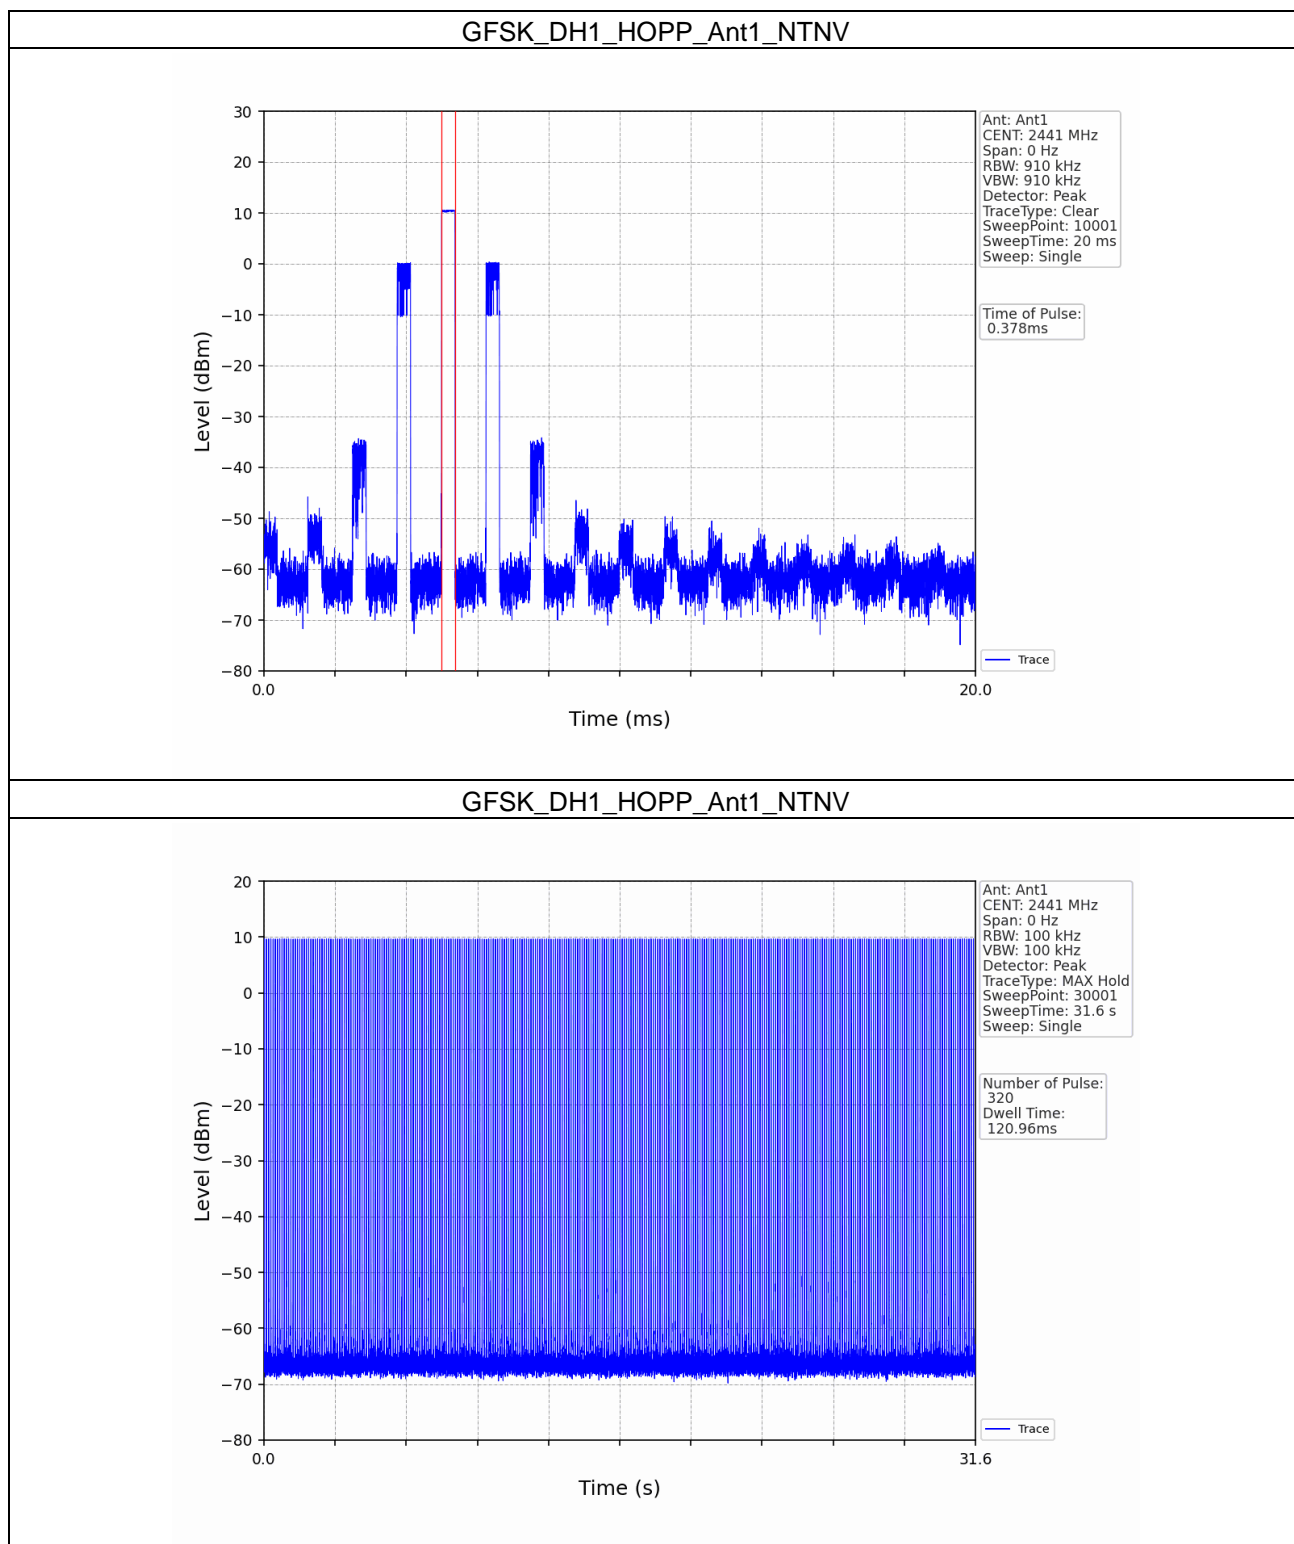 GFSK_DH1_HOPP_Ant1_NTNV
30
20
10
0
−10
−20
−30
−40
−50
−60
−70
−80
Level (dBm)
0.0
20.0
Time (ms)
Ant: Ant1
CENT: 2441 MHz
Span: 0 Hz
RBW: 910 kHz
VBW: 910 kHz
Detector: Peak
TraceType: Clear
SweepPoint: 10001
SweepTime: 20 ms
Sweep: Single
Time of Pulse:
0.378ms
Trace
GFSK_DH1_HOPP_Ant1_NTNV
20
10
0
−10
−20
−30
−40
−50
−60
−70
−80
Level (dBm)
0.0
31.6
Time (s)
Ant: Ant1
CENT: 2441 MHz
Span: 0 Hz
RBW: 100 kHz
VBW: 100 kHz
Detector: Peak
TraceType: MAX Hold
SweepPoint: 30001
SweepTime: 31.6 s
Sweep: Single
Number of Pulse:
320
Dwell Time:
120.96ms
Trace